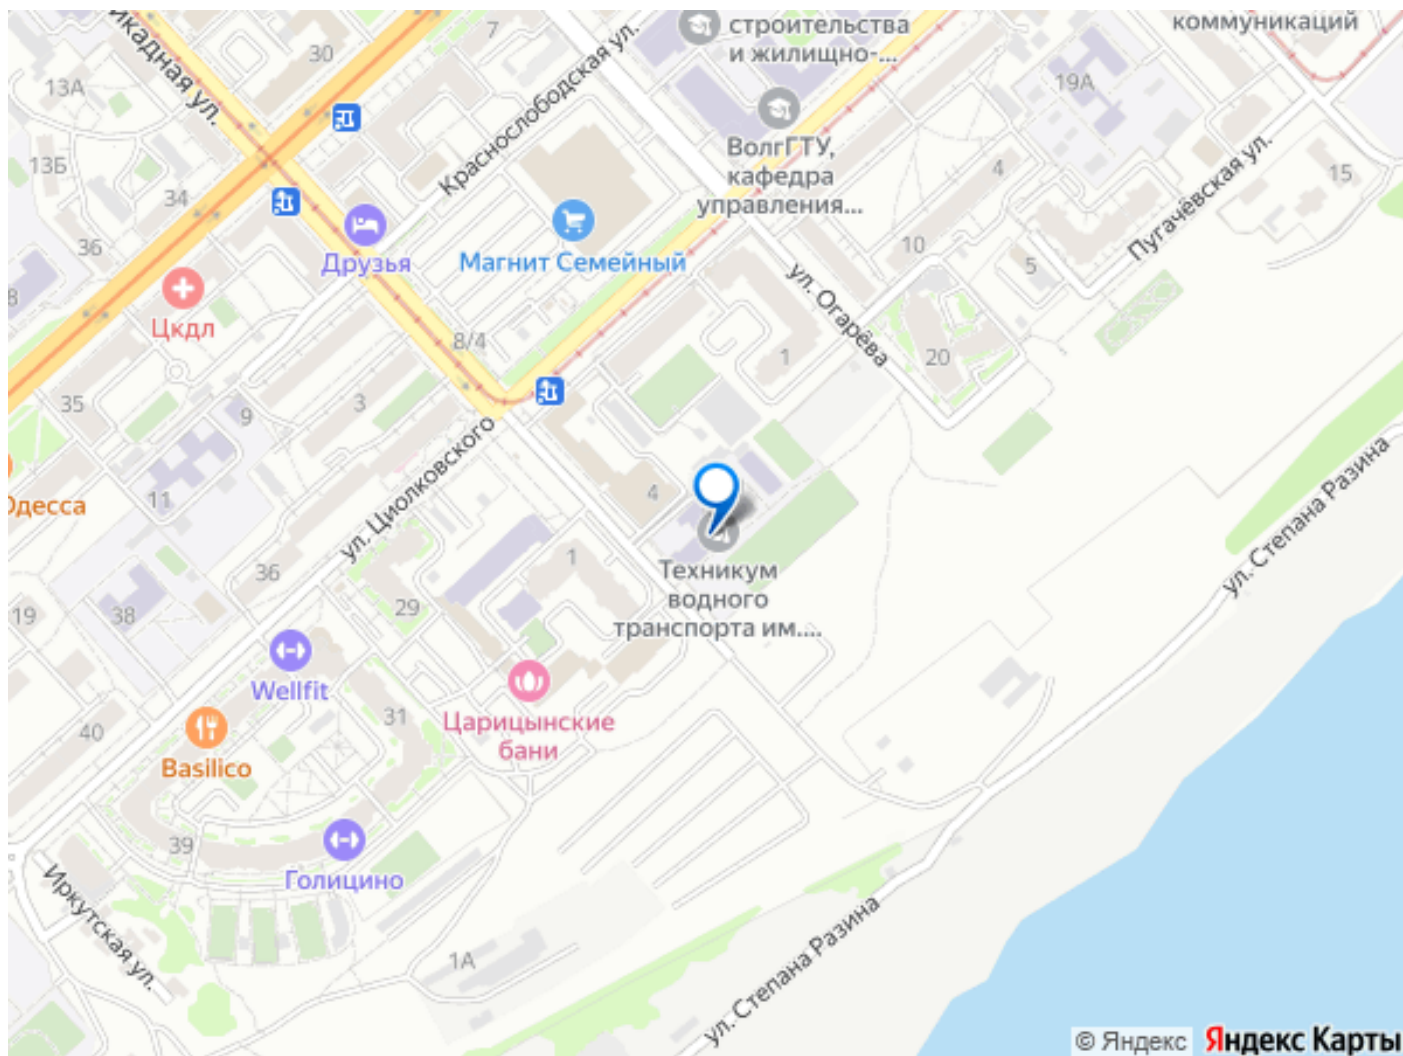 строительства
и жилищно-...
коммуникаций
7
30
икадная ул.
Краснослободская ул.
13А
19А
ВолгГТУ,
кафедра
управления...
13Б
34
4
15
Пугачёвская ул.
36
Друзья
Магнит Семейный
10
5
8
Цкдл
ул. Огарёва
8/4
1
20
35
9
3
ул. Циолковского
Одесса
11
4
ул. Степана Разина
1
Техникум
водного
транспорта им....
36
29
19
38
Wellfit
31
Царицынские
бани
40
Basilico
39
Голицино
Иркутская ул.
1А
ул. Степана Разина
© Яндекс Яндекс Карты